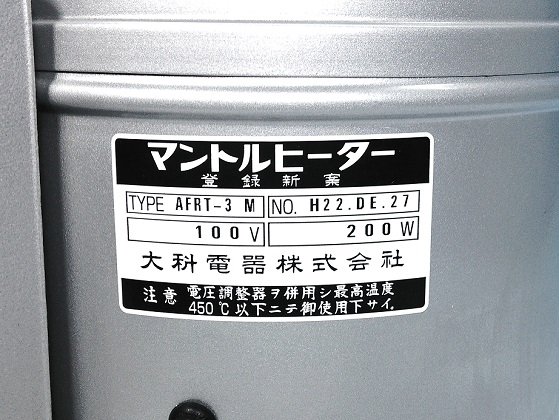 マントルヒーター
登録新案
TYPE AFRT-3 M NO. H22.DE.27
100V 200W
大科電器株式会社
注意 電圧調整器ヲ併用シ最高温度
450℃以下ニテ御使用下サイ.